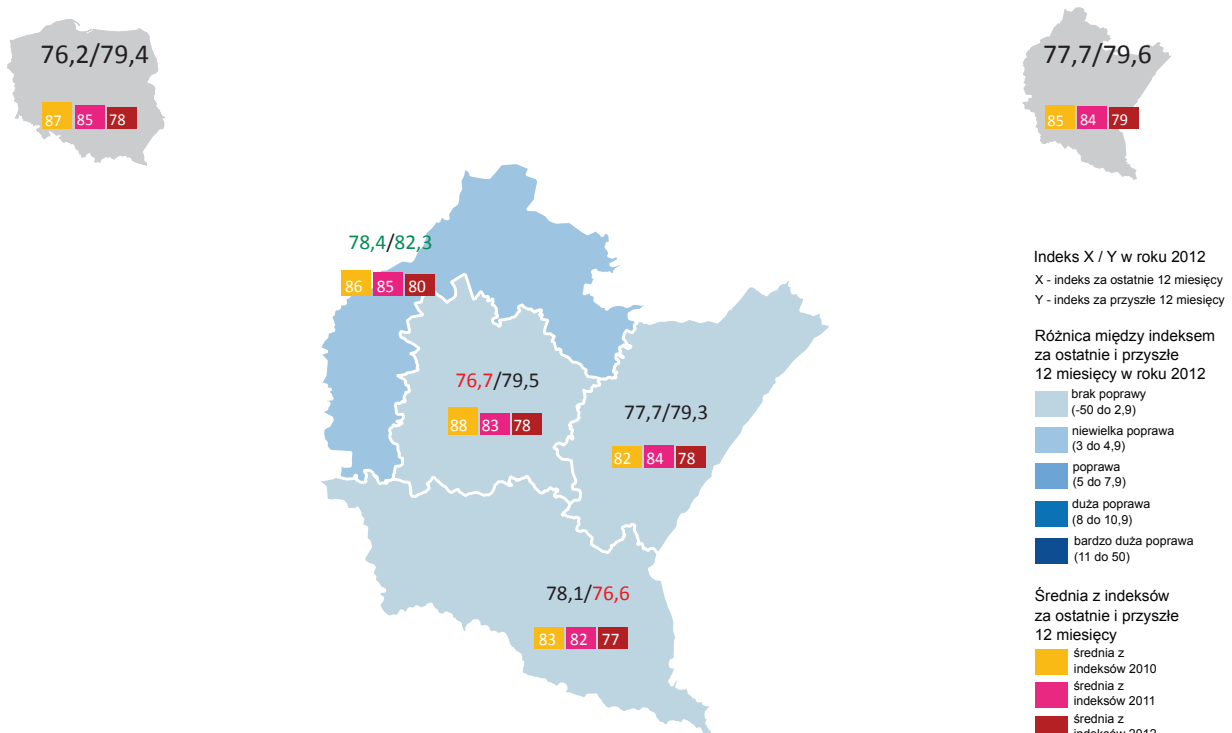 76,2/79,4
87 85 78
77,7/79,6
85 84 79
78,4/82,3
86 85 80
76,7/79,5
88 83 78
77,7/79,3
82 84 78
78,1/76,6
83 82 77
Indeks X / Y w roku 2012
X - indeks za ostatnie 12 miesięcy
Y - indeks za przyszłe 12 miesięcy
Różnica między indeksem
za ostatnie i przyszłe
12 miesięcy w roku 2012
brak poprawy
(-50 do 2,9)
niewielka poprawa
(3 do 4,9)
poprawa
(5 do 7,9)
duża poprawa
(8 do 10,9)
bardzo duża poprawa
(11 do 50)
Średnia z indeksów
za ostatnie i przyszłe
12 miesięcy
średnia z
indeksów 2010
średnia z
indeksów 2011
średnia z
indeksów 2012